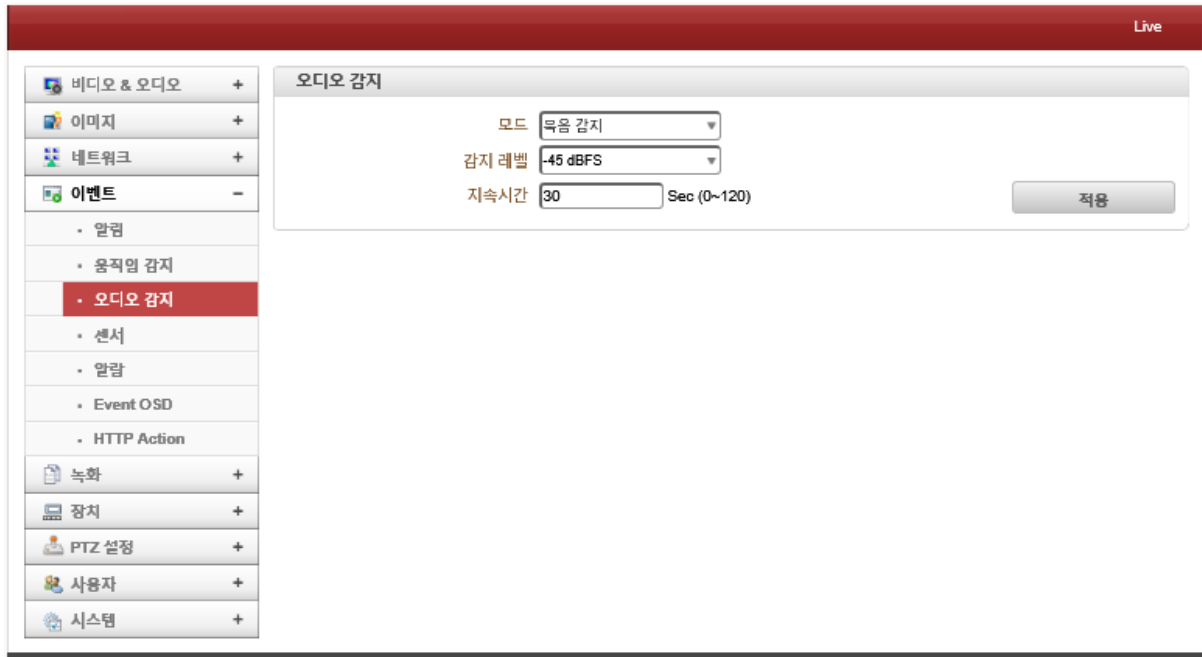 Live
비디오 & 오디오 +
이미지 +
네트워크 +
이벤트 –
· 알림
· 움직임 감지
· 오디오 감지
· 센서
· 알람
· Event OSD
· HTTP Action
녹화 +
장치 +
PTZ 설정 +
사용자 +
시스템 +
오디오 감지
모드 묵음 감지
감지 레벨 -45 dBFS
지속시간 30 Sec (0~120)
적용